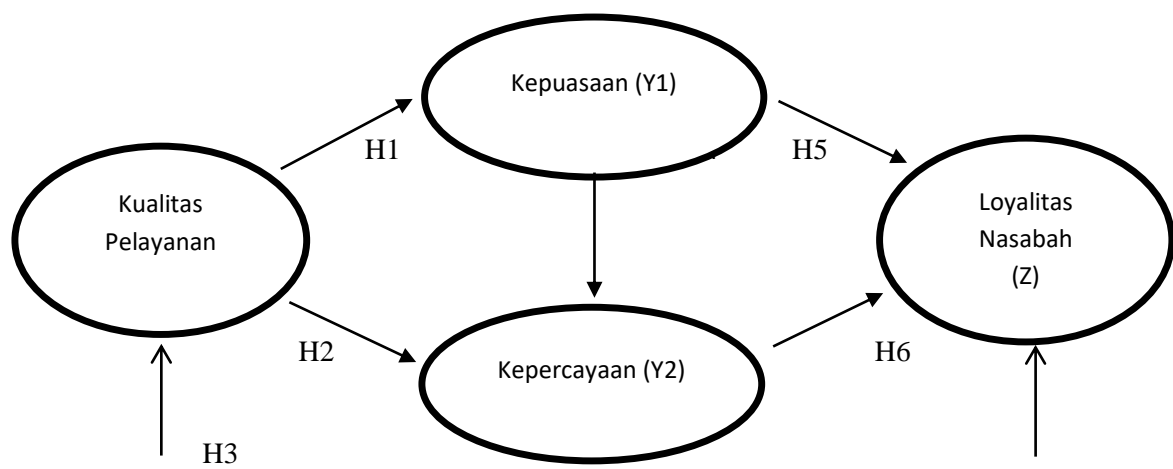 Kepuasaan (Y1)
H1
H5
Kualitas
Pelayanan
Loyalitas
Nasabah
(Z)
H2
Kepercayaan (Y2)
H6
H3